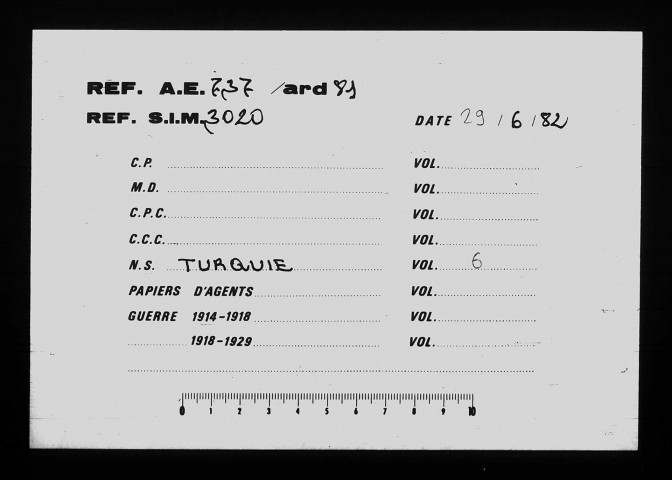 REF. A.E. 737 /ard 81
REF. S.I.M. 3020 DATE 29 / 6 / 82
C.P. VOL.
M.D. VOL.
C.P.C. VOL.
C.C.C. VOL.
N.S. TURQUIE VOL. 6
PAPIERS D'AGENTS VOL.
GUERRE 1914-1918 VOL.
1918-1929 VOL.
0 1 2 3 4 5 6 7 8 9 10